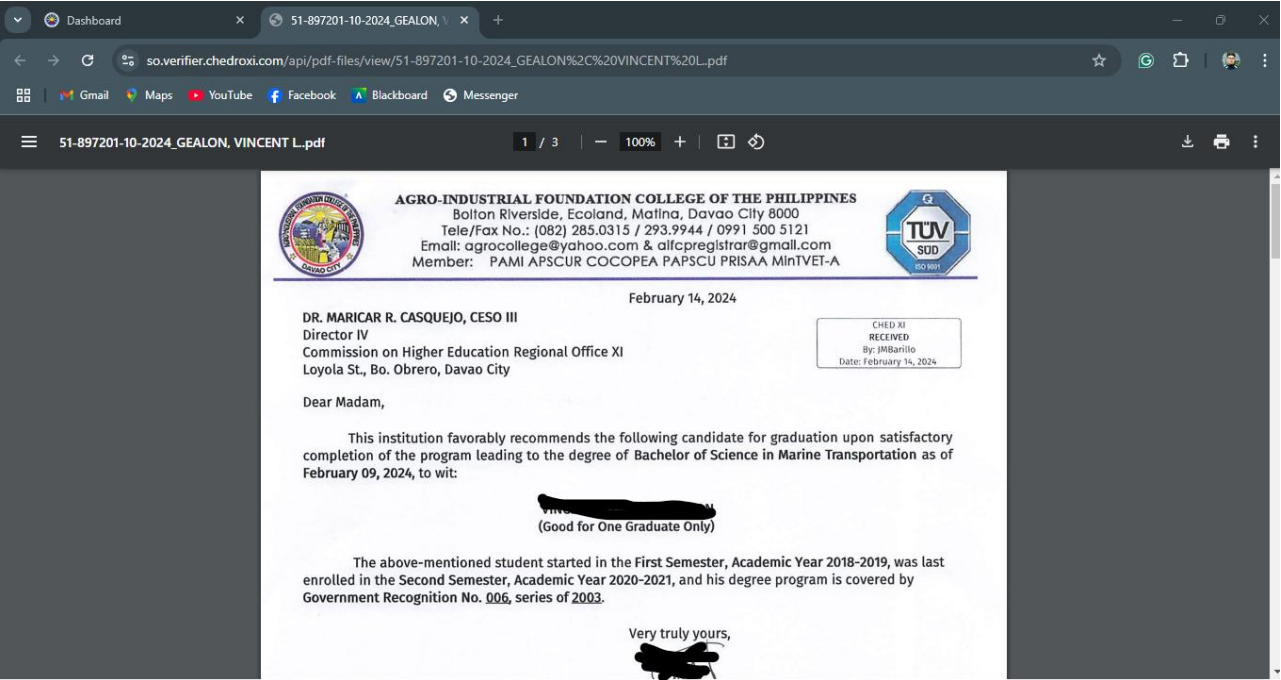 Dashboard
51-897201-10-2024_GEALON, V
so.verifier.chedroxi.com/api/pdf-files/view/51-897201-10-2024_GEALON%2C%20VINCENT%20L..pdf
Gmail Maps YouTube Facebook Blackboard Messenger
51-897201-10-2024_GEALON, VINCENT L..pdf
1 / 3
100%
AGRO-INDUSTRIAL FOUNDATION COLLEGE OF THE PHILIPPINES
Bolton Riverside, Ecoland, Matina, Davao City 8000
Tele/Fax No.: (082) 285.0315 / 293.9944 / 0991 500 5121
Email: agrocollege@yahoo.com & aifcpregistrar@gmail.com
Member: PAMI APSCUR COCOPEA PAPSCU PRISAA MinTVET-A
DAVAO CITY
TÜV
SÜD
ISO 9001
February 14, 2024
DR. MARICAR R. CASQUEJO, CESO III
Director IV
Commission on Higher Education Regional Office XI
Loyola St., Bo. Obrero, Davao City
CHED XI
RECEIVED
By: JMBarillo
Date: February 14, 2024
Dear Madam,
This institution favorably recommends the following candidate for graduation upon satisfactory
completion of the program leading to the degree of Bachelor of Science in Marine Transportation as of
February 09, 2024, to wit:
(Good for One Graduate Only)
The above-mentioned student started in the First Semester, Academic Year 2018-2019, was last
enrolled in the Second Semester, Academic Year 2020-2021, and his degree program is covered by
Government Recognition No. 006, series of 2003.
Very truly yours,